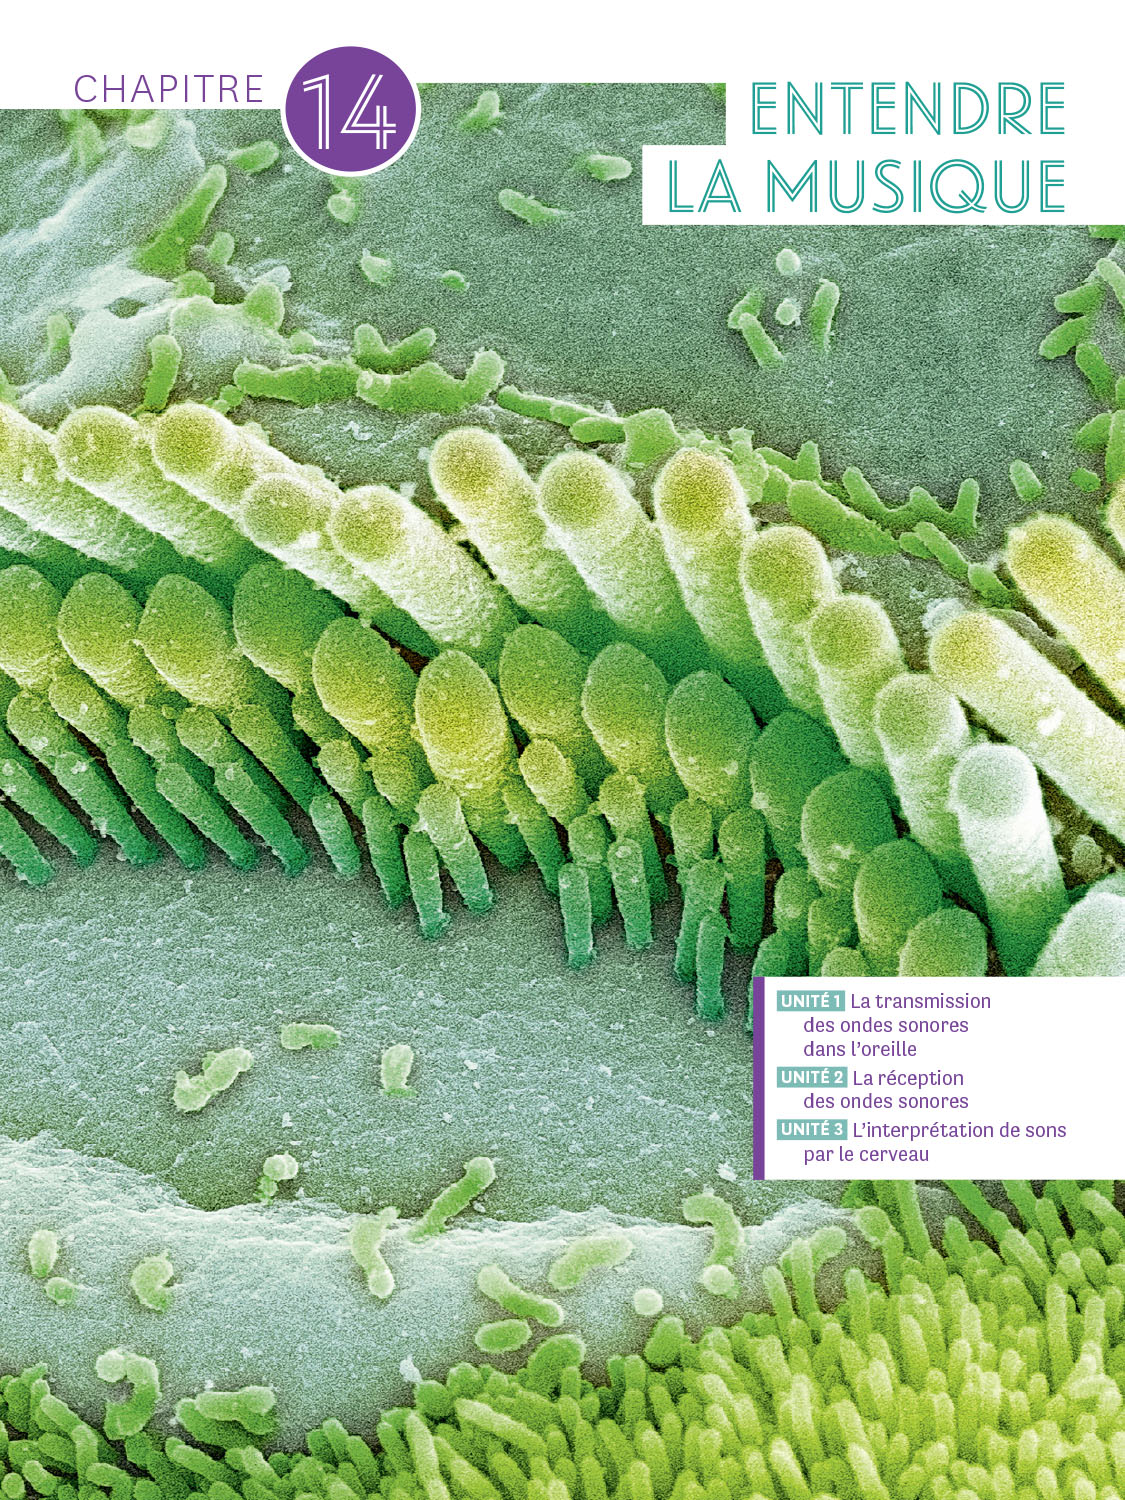 CHAPITRE 14
ENTENDRE
LA MUSIQUE
UNITÉ 1 La transmission
des ondes sonores
dans l’oreille
UNITÉ 2 La réception
des ondes sonores
UNITÉ 3 L’interprétation de sons
par le cerveau